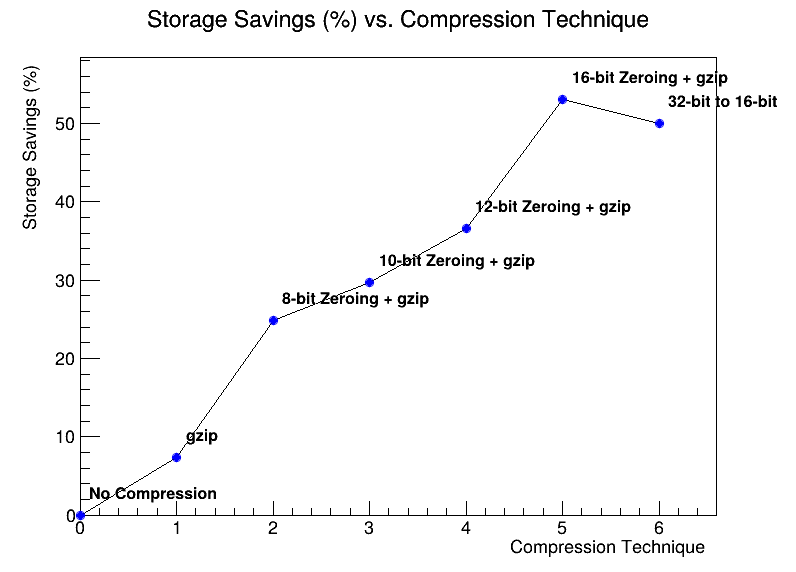 Storage Savings (%) vs. Compression Technique
Storage Savings (%)
16-bit Zeroing + gzip
32-bit to 16-bit
50
12-bit Zeroing + gzip
40
10-bit Zeroing + gzip
30
8-bit Zeroing + gzip
20
gzip
10
No Compression
0
0 1 2 3 4 5 6
Compression Technique